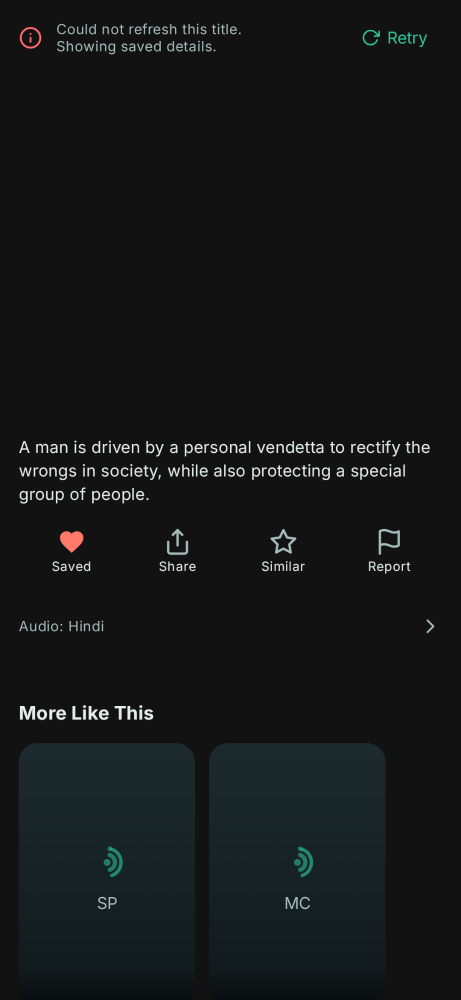 Could not refresh this title.
Showing saved details.
Retry
A man is driven by a personal vendetta to rectify the
wrongs in society, while also protecting a special
group of people.
Saved
Share
Similar
Report
Audio: Hindi
More Like This
SP
MC